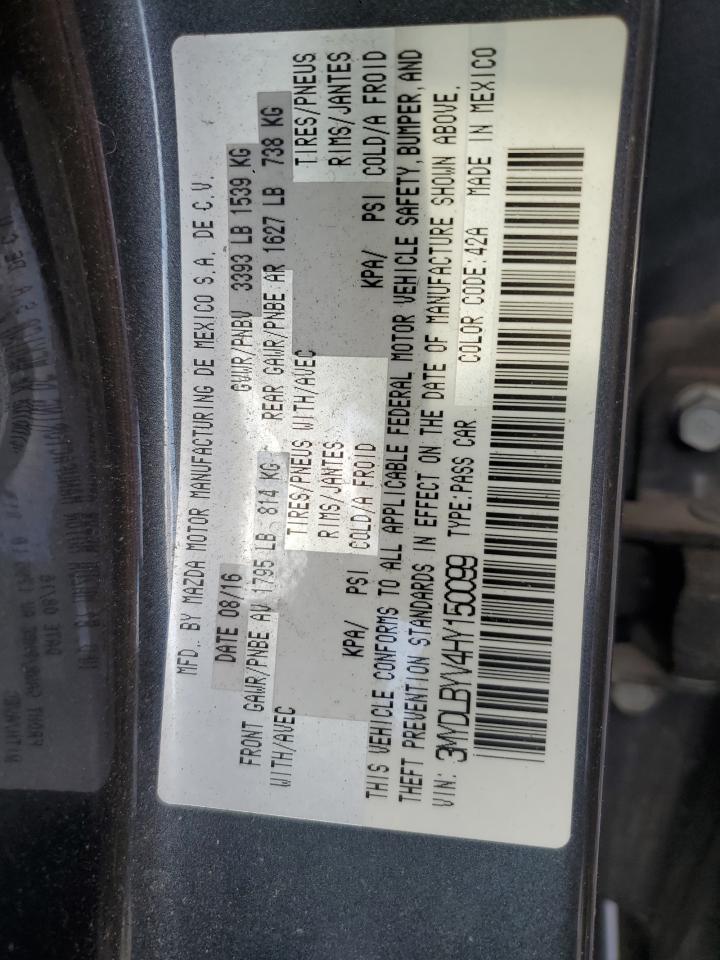 MFD. BY MAZDA MOTOR MANUFACTURING DE MEXICO S.A. DE C.V.
DATE 08/16 GVWR/PNBV 3393 LB 1539 KG
FRONT GAWR/PNBE AV 1795 LB 814 KG REAR GAWR/PNBE AR 1627 LB 738 KG
WITH/AVEC TIRES/PNEUS WITH/AVEC TIRES/PNEUS
RIMS/JANTES RIMS/JANTES
KPA/ PSI COLD/A FROID KPA/ PSI COLD/A FROID
THIS VEHICLE CONFORMS TO ALL APPLICABLE FEDERAL MOTOR VEHICLE SAFETY, BUMPER, AND
THEFT PREVENTION STANDARDS IN EFFECT ON THE DATE OF MANUFACTURE SHOWN ABOVE.
VIN: 3MYDLBYV4HY150099 TYPE:PASS CAR COLOR CODE:42A MADE IN MEXICO